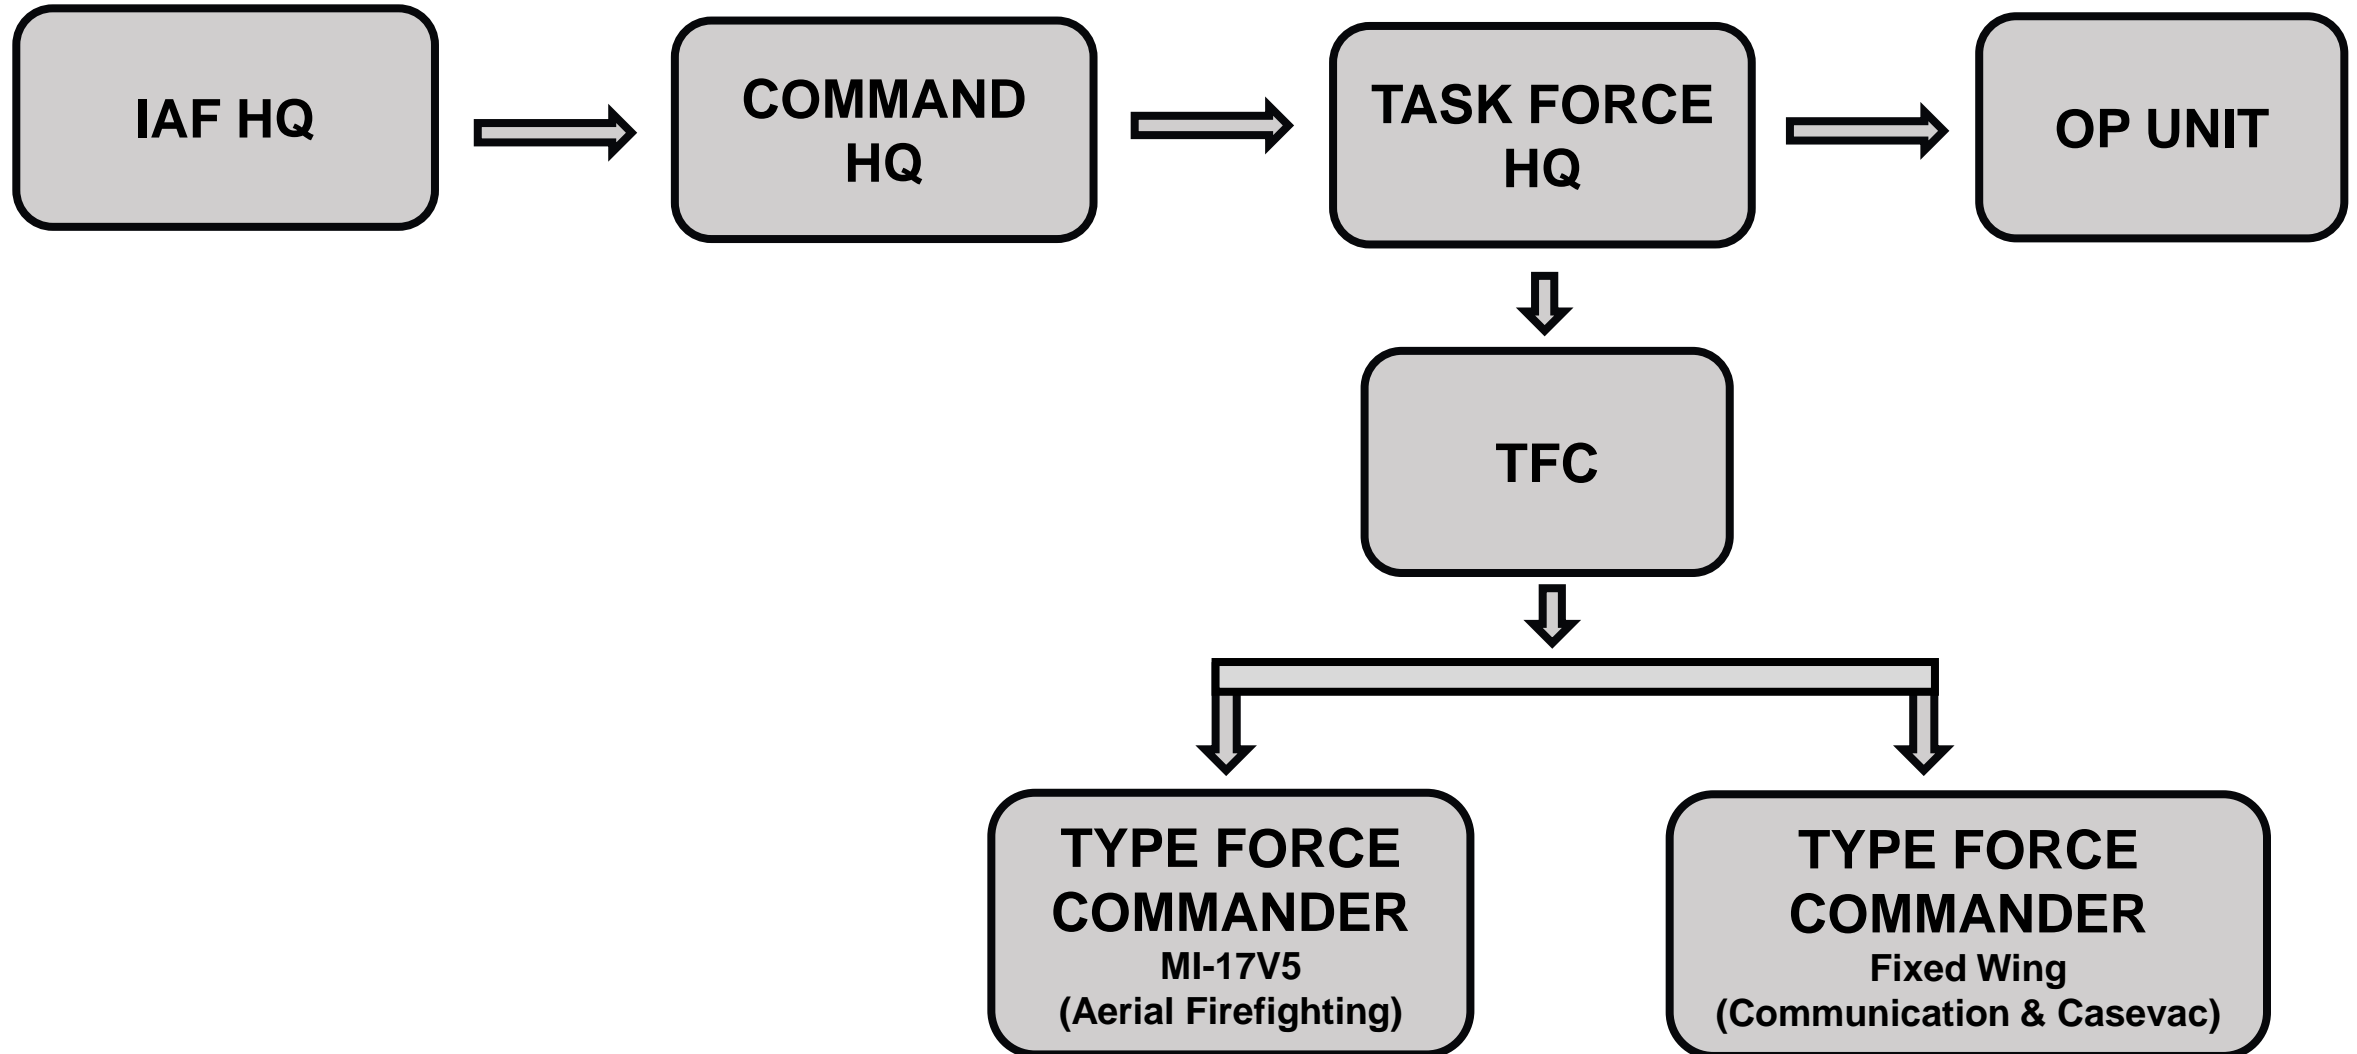 IAF HQ
COMMAND
HQ
TASK FORCE
HQ
OP UNIT
TFC
TYPE FORCE
COMMANDER
MI-17V5
(Aerial Firefighting)
TYPE FORCE
COMMANDER
Fixed Wing
(Communication & Casevac)